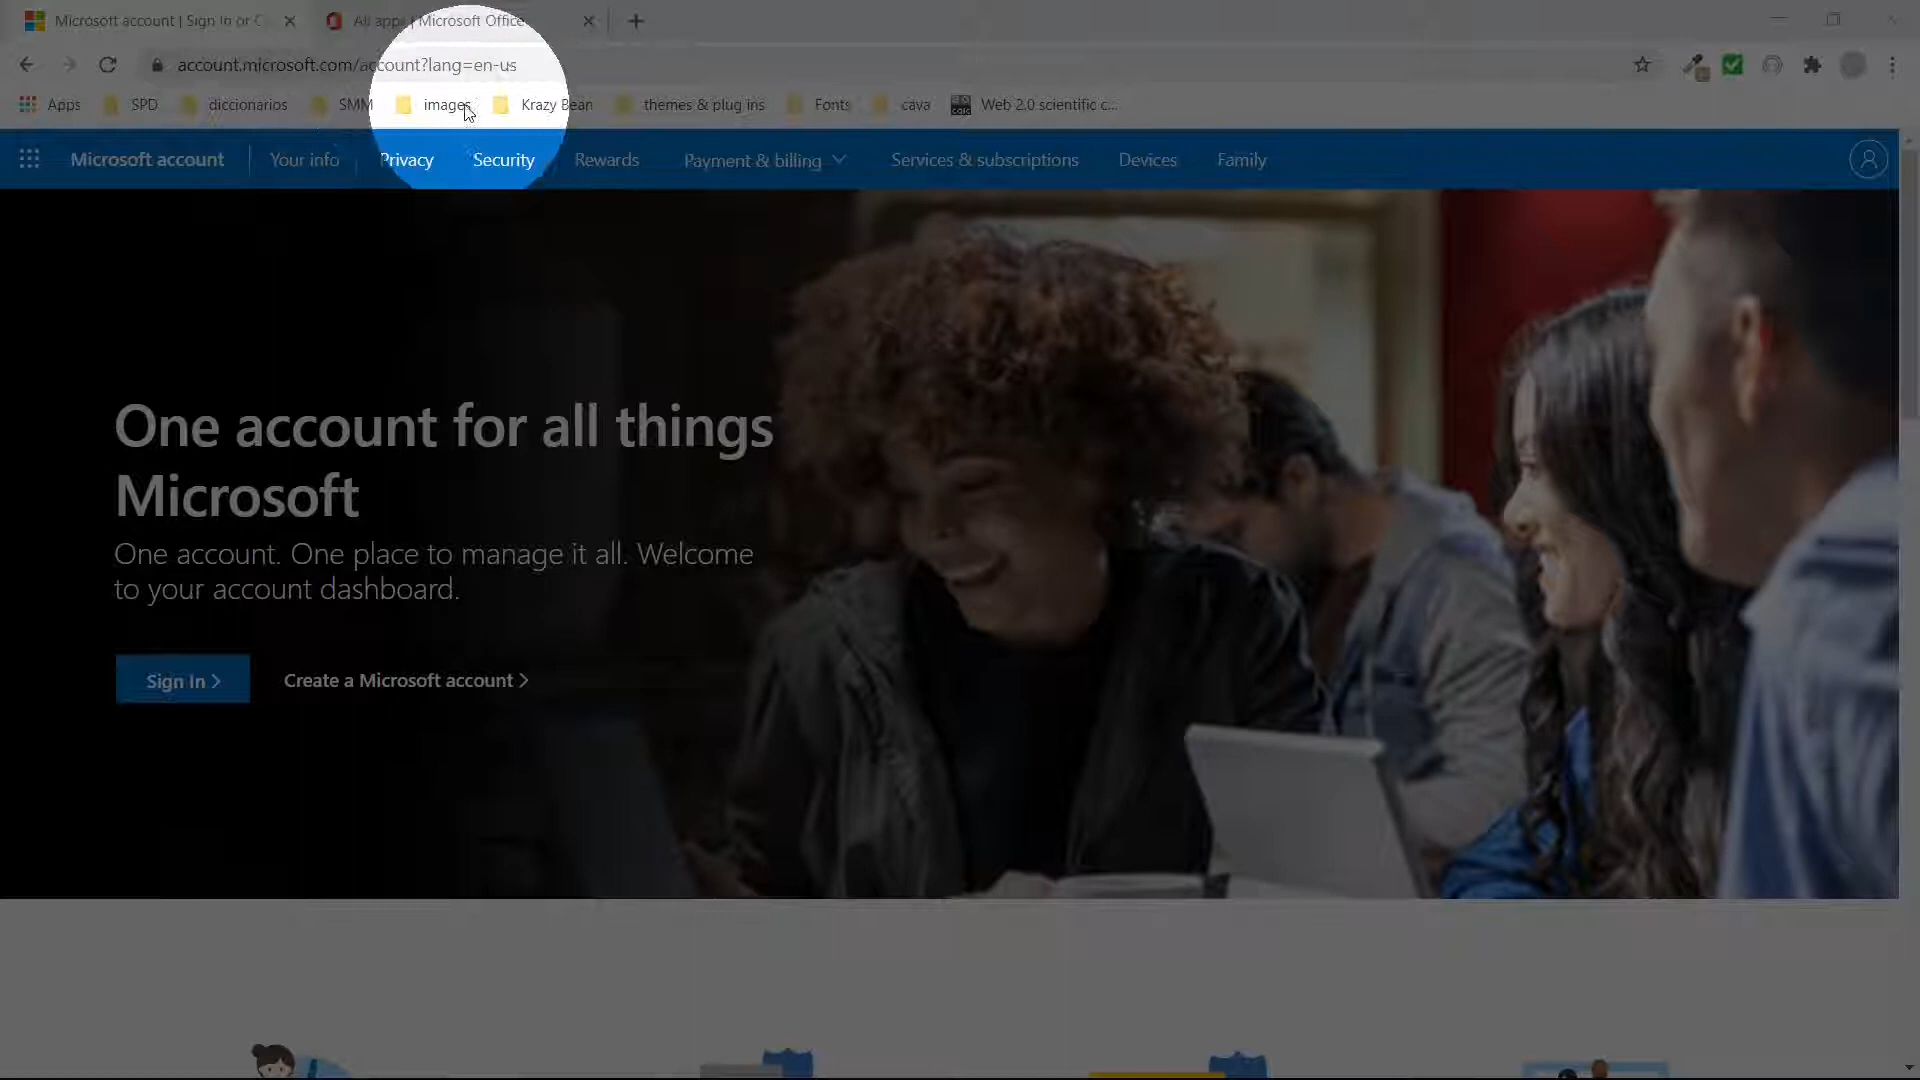 Microsoft account | Sign In or C
All apps | Microsoft Office
account.microsoft.com/account?lang=en-us
Apps SPD diccionarios SMM images Krazy Bean themes & plug ins Fonts cava Web 2.0 scientific c...
Microsoft account Your info Privacy Security Rewards Payment & billing Services & subscriptions Devices Family
One account for all things
Microsoft
One account. One place to manage it all. Welcome
to your account dashboard.
Sign In >
Create a Microsoft account >